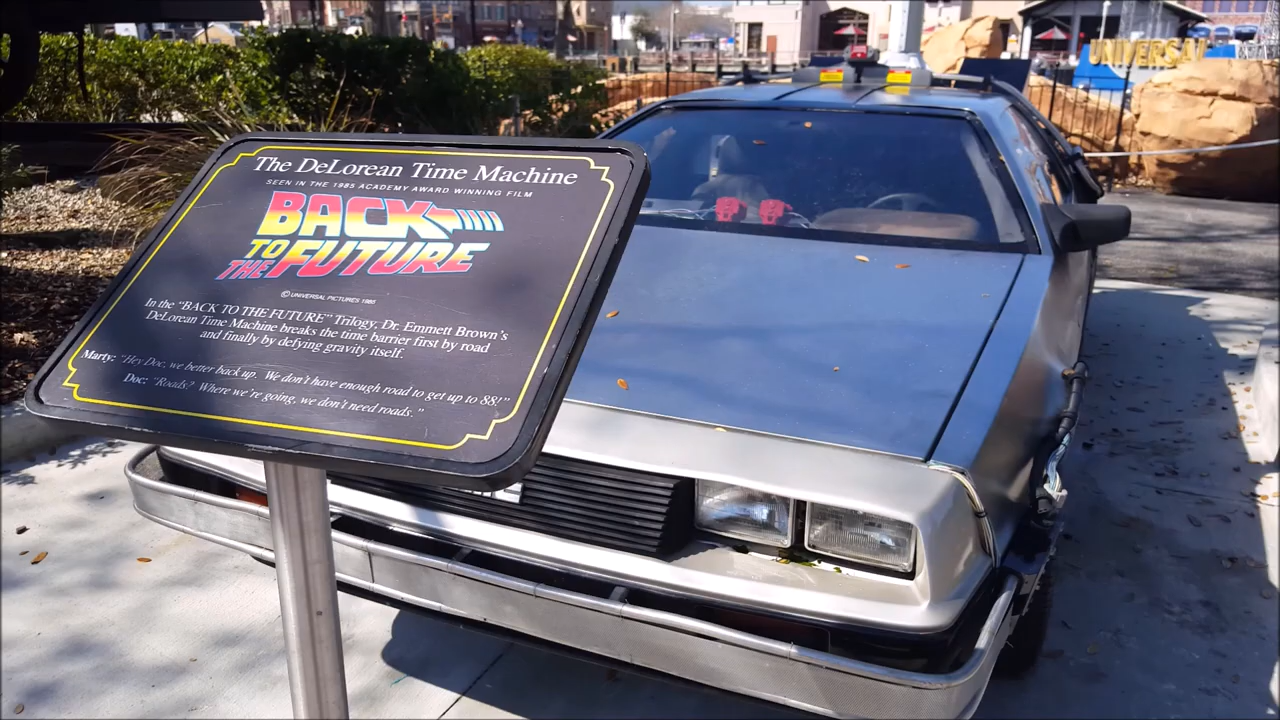 The DeLorean Time Machine
SEEN IN THE 1985 ACADEMY AWARD WINNING FILM
BACK
TO
THE FUTURE
© UNIVERSAL PICTURES 1985
In the "BACK TO THE FUTURE" Trilogy, Dr. Emmett Brown's
DeLorean Time Machine breaks the time barrier first by road
and finally by defying gravity itself.
Marty: "Hey Doc, we better back up. We don't have enough road to get up to 88!"
Doc: "Roads? Where we're going, we don't need roads."
UNIVERSAL